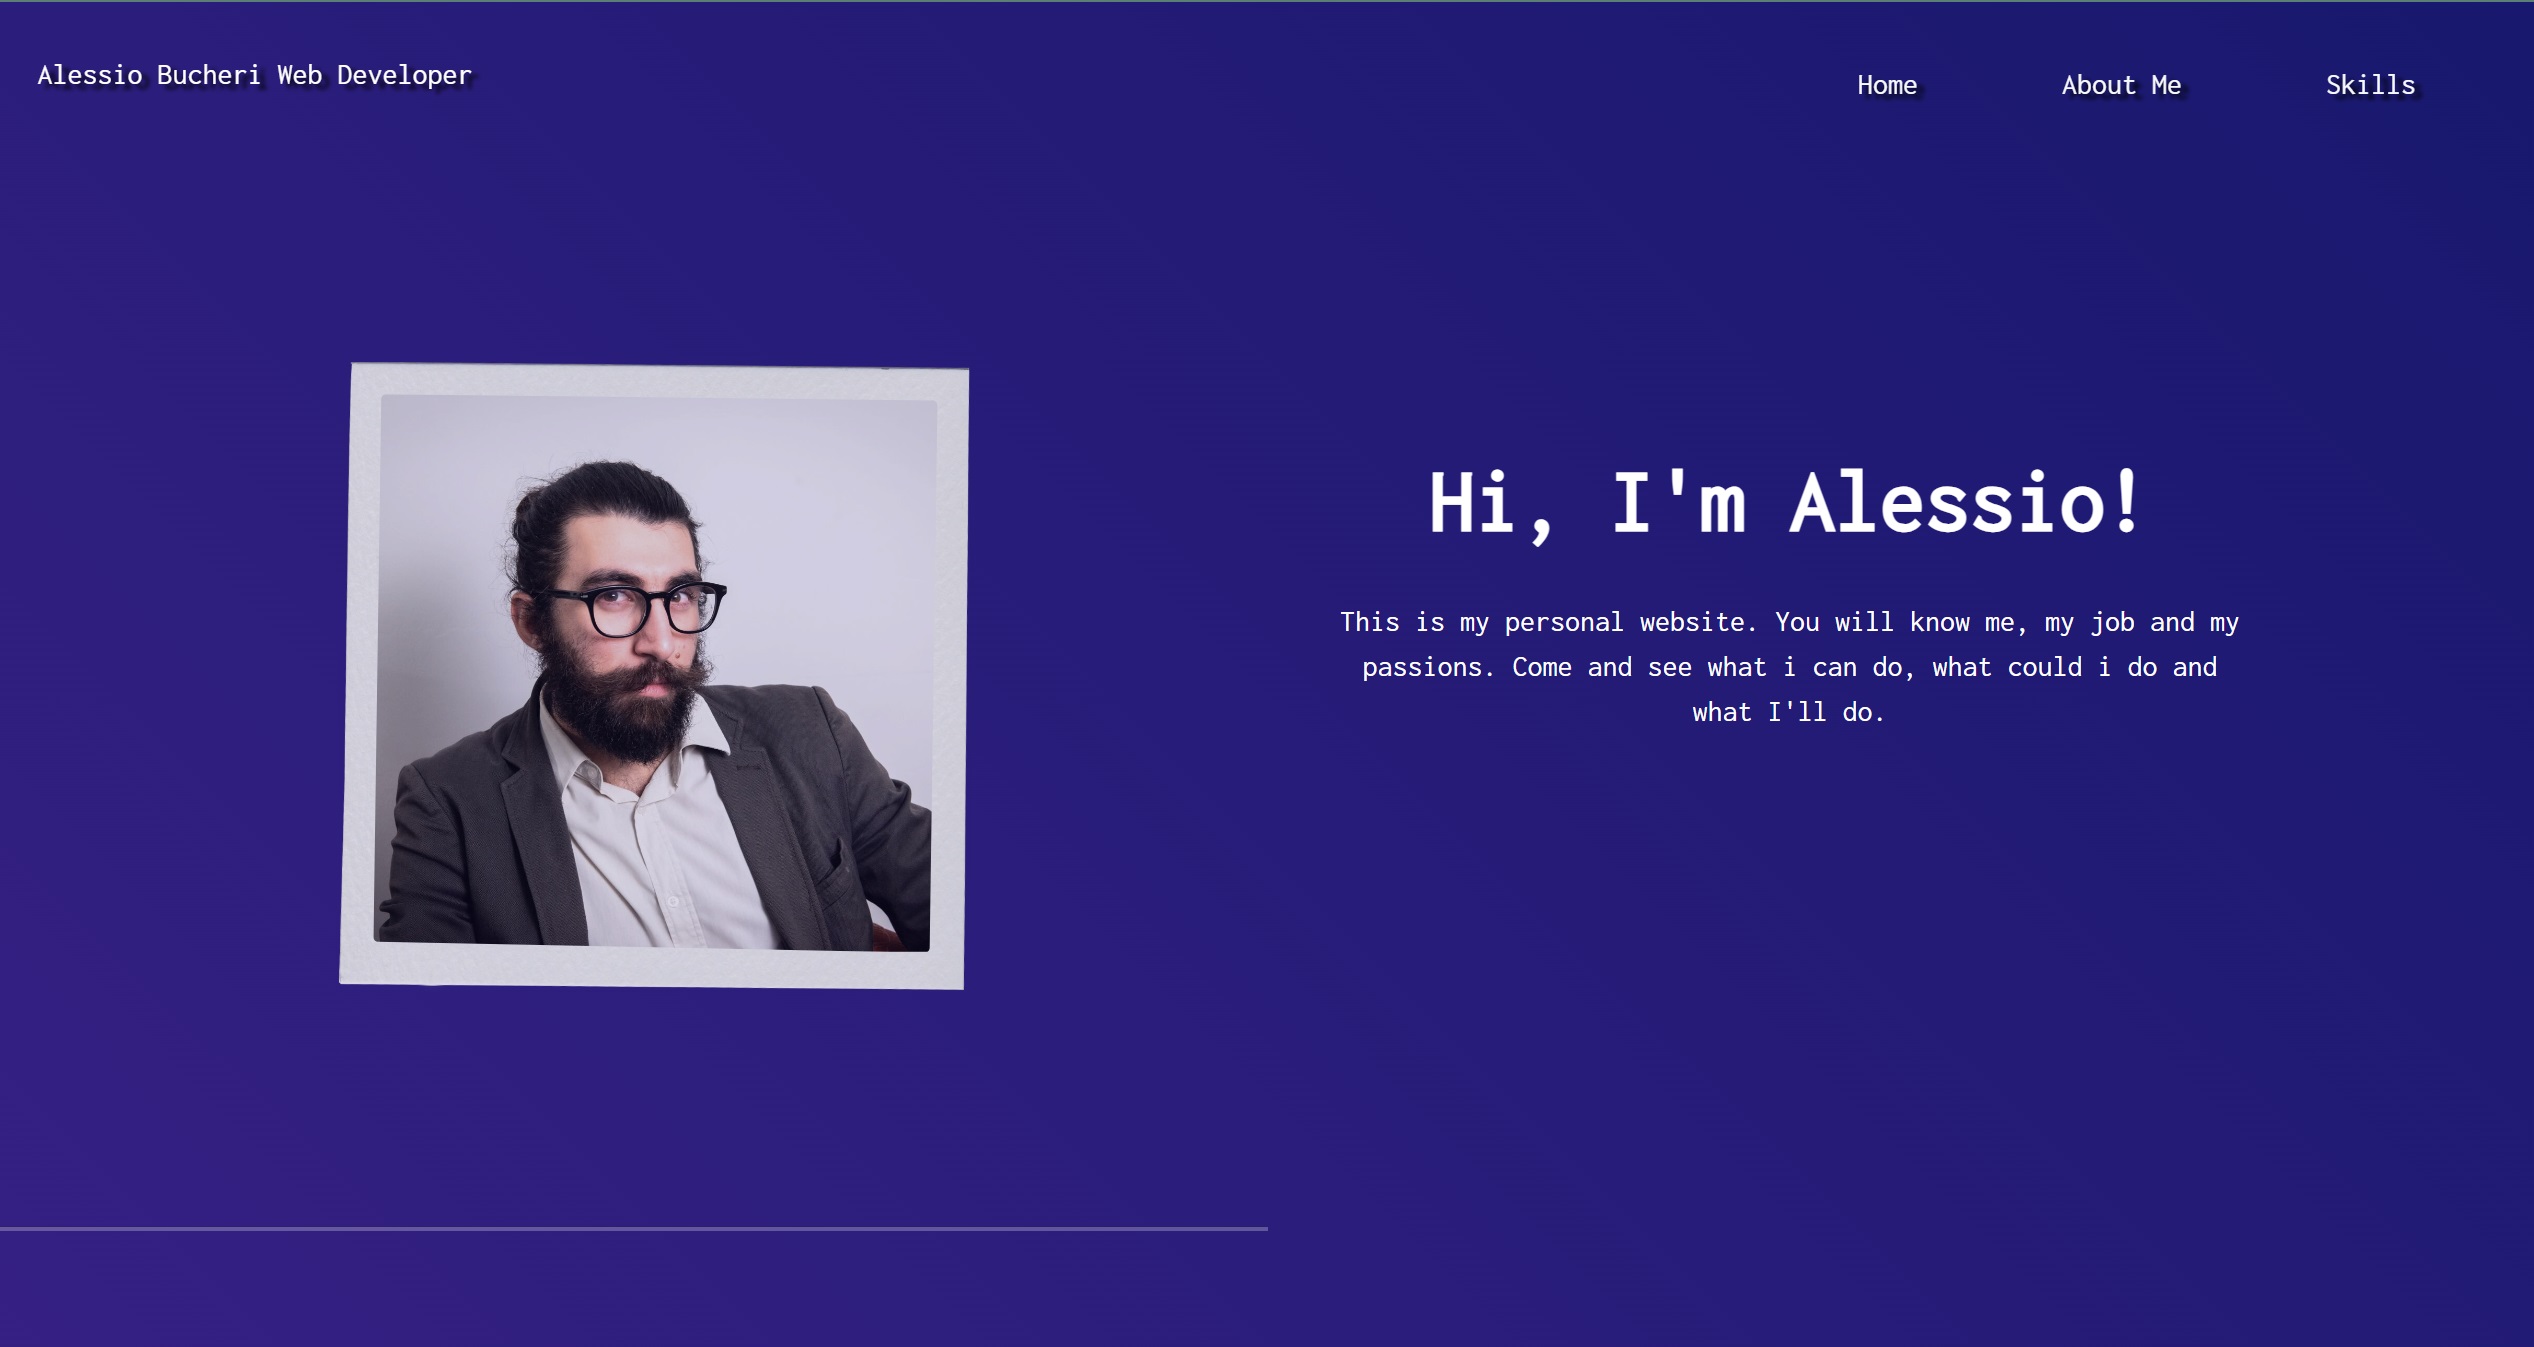 Alessio Bucheri Web Developer
Home
About Me
Skills
Hi, I'm Alessio!
This is my personal website. You will know me, my job and my
passions. Come and see what i can do, what could i do and
what I'll do.